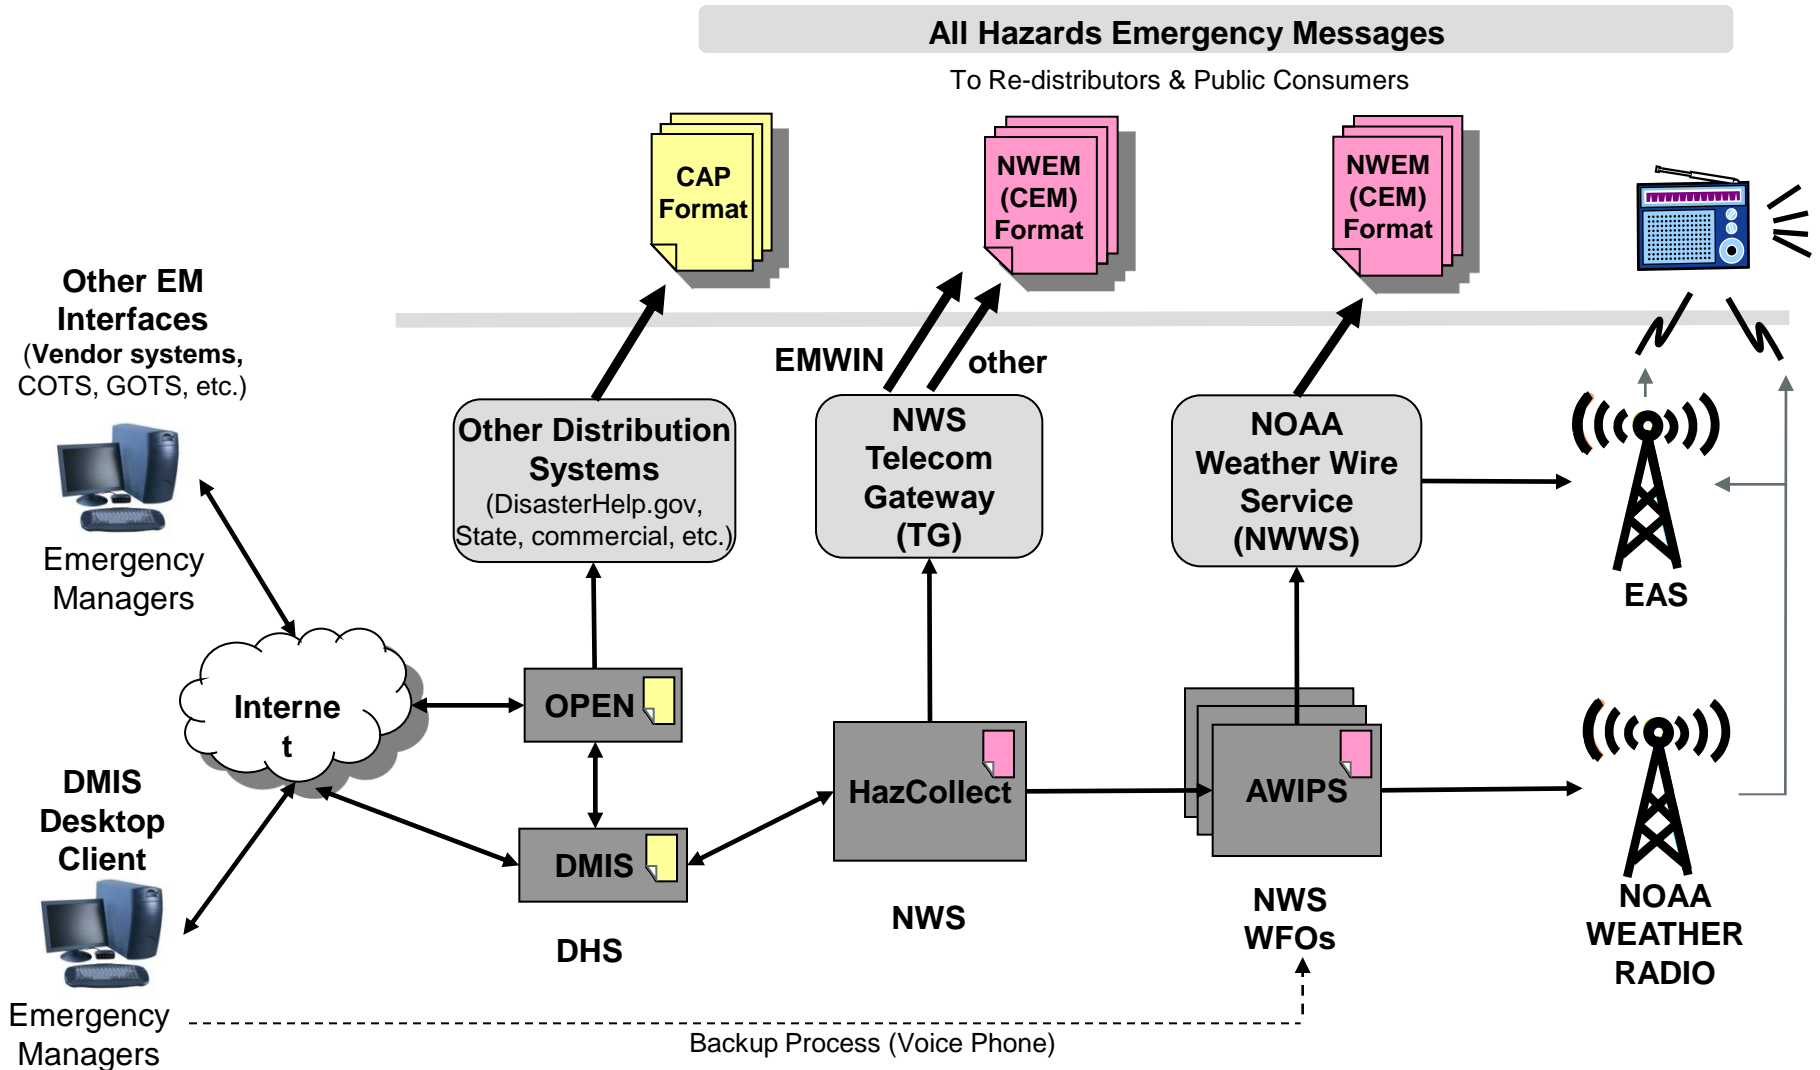 All Hazards Emergency Messages
To Re-distributors & Public Consumers
CAP
Format
NWEM
(CEM)
Format
NWEM
(CEM)
Format
Other EM
Interfaces
(Vendor systems,
COTS, GOTS, etc.)
Emergency
Managers
EMWIN
other
Other Distribution
Systems
(DisasterHelp.gov,
State, commercial, etc.)
NWS
Telecom
Gateway
(TG)
NOAA
Weather Wire
Service
(NWWS)
EAS
Interne
t
OPEN
DMIS
Desktop
Client
Emergency
Managers
DMIS
DHS
HazCollect
NWS
AWIPS
NWS
WFOs
NOAA
WEATHER
RADIO
Backup Process (Voice Phone)